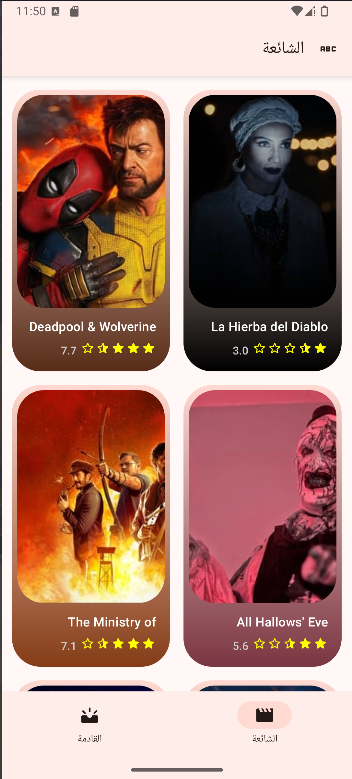 11:50
الشائعة
ABC
La Hierba del Diablo
3.0
Deadpool & Wolverine
7.7
All Hallows' Eve
5.6
The Ministry of
7.1
الشائعة
القادمة